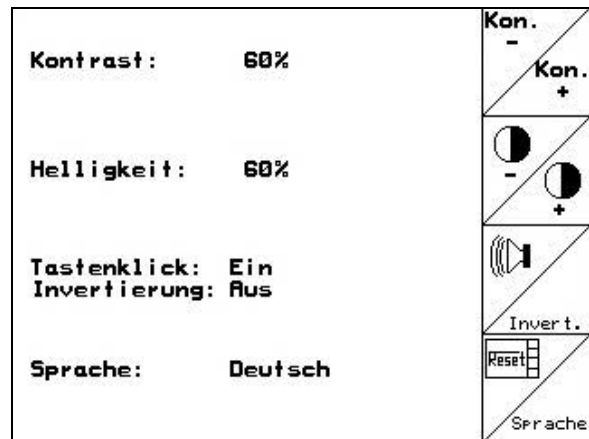 Kon.
-
Kontrast: 60%
Kon.
+
Helligkeit: 60%
-
+
Tastenklick: Ein
Invertierung: Aus
Invert.
Sprache: Deutsch
Reset
Sprache